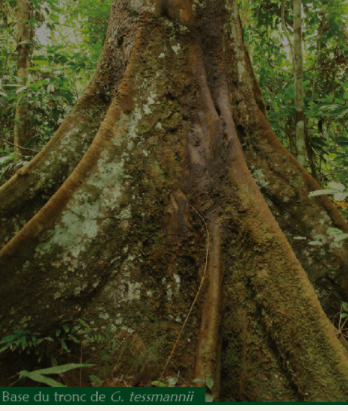 Base du tronc de G. tessmannii